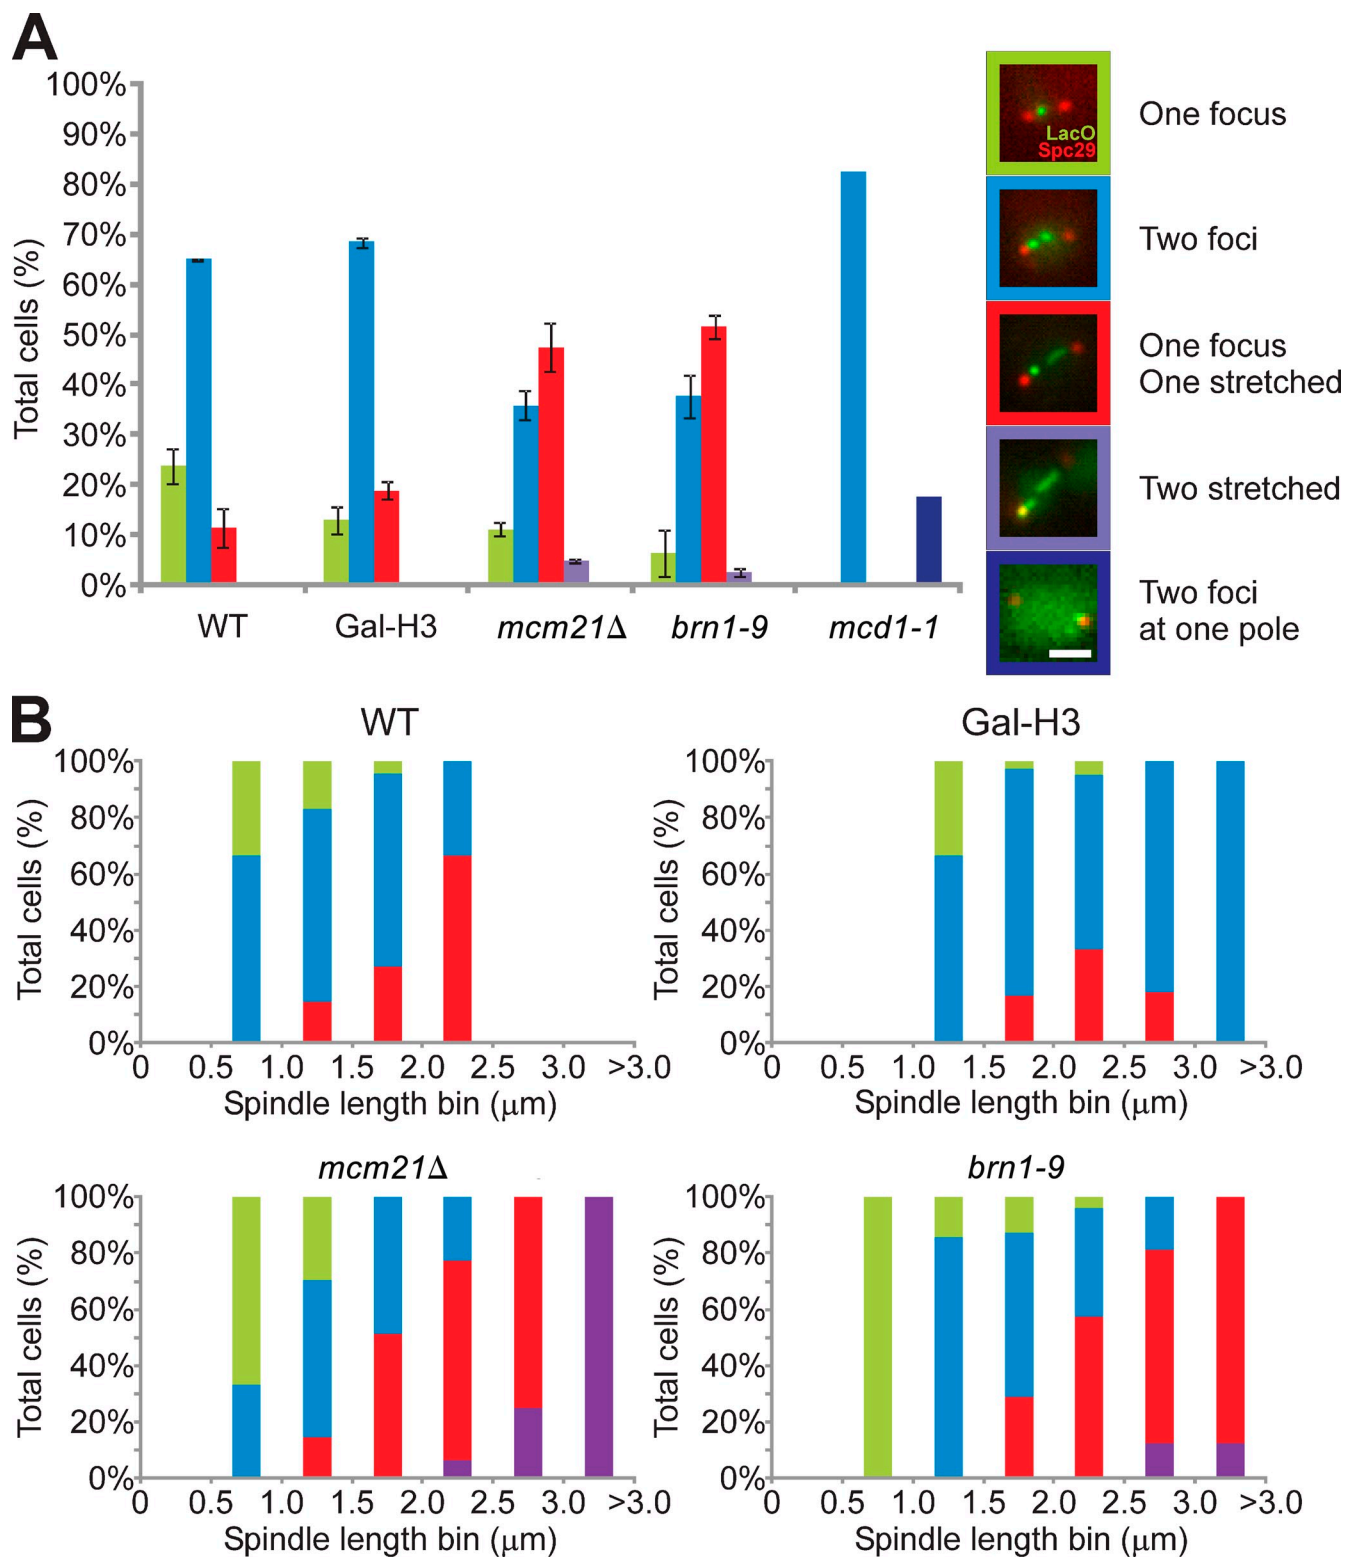 A
100%
90%
80%
70%
60%
50%
40%
30%
20%
10%
0%
Total cells (%)
WT Gal-H3 mcm21Δ brn1-9 mcd1-1
LacO
Spc29
One focus
Two foci
One focus
One stretched
Two stretched
Two foci
at one pole
B
WT
100%
80%
60%
40%
20%
0%
Total cells (%)
0 0.5 1.0 1.5 2.0 2.5 3.0 >3.0
Spindle length bin (μm)
Gal-H3
100%
80%
60%
40%
20%
0%
Total cells (%)
0 0.5 1.0 1.5 2.0 2.5 3.0 >3.0
Spindle length bin (μm)
mcm21Δ
100%
80%
60%
40%
20%
0%
Total cells (%)
0 0.5 1.0 1.5 2.0 2.5 3.0 >3.0
Spindle length bin (μm)
brn1-9
100%
80%
60%
40%
20%
0%
Total cells (%)
0 0.5 1.0 1.5 2.0 2.5 3.0 >3.0
Spindle length bin (μm)